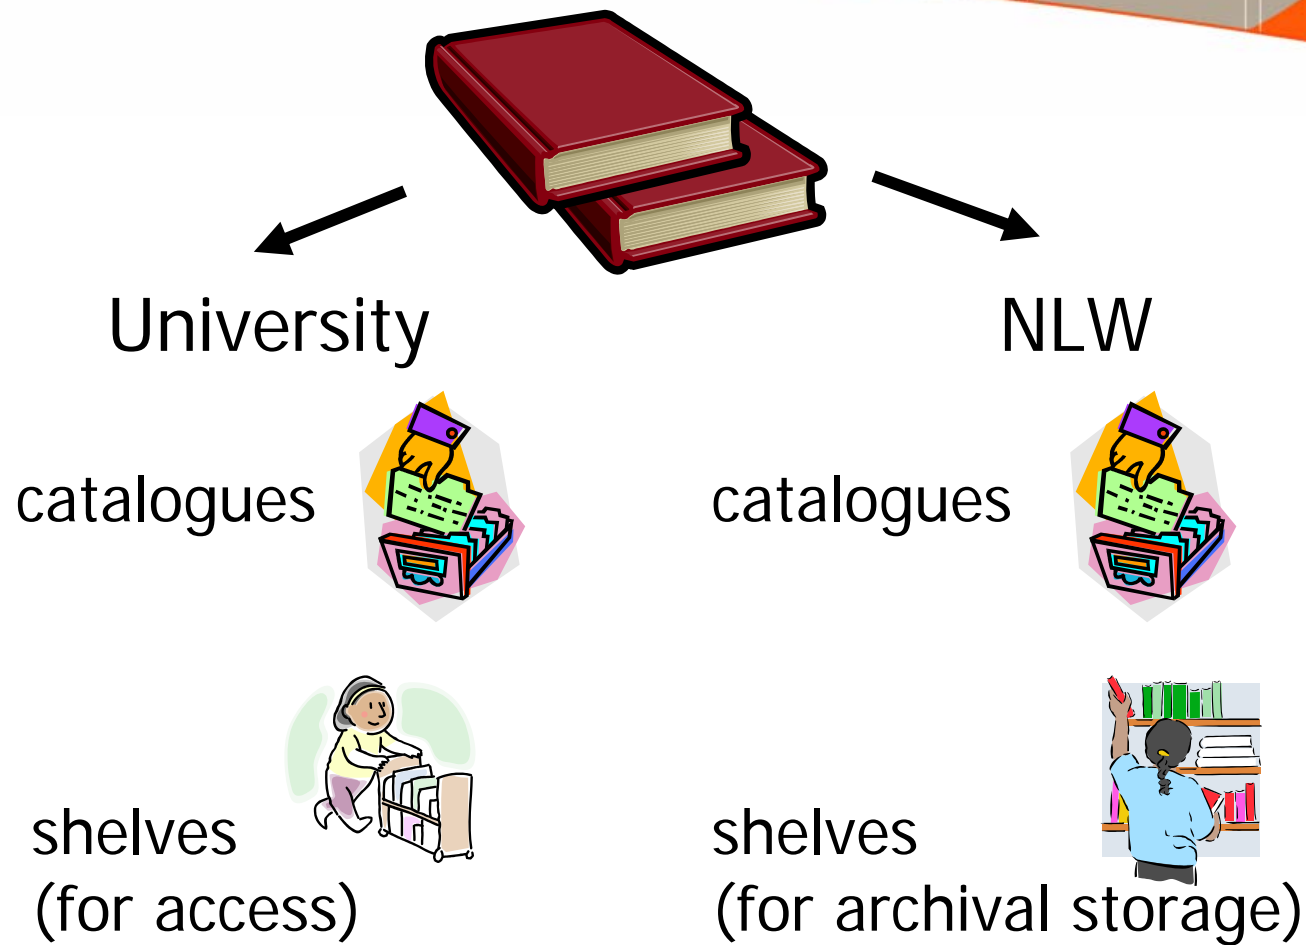 University
NLW
catalogues
catalogues
shelves
(for access)
shelves
(for archival storage)